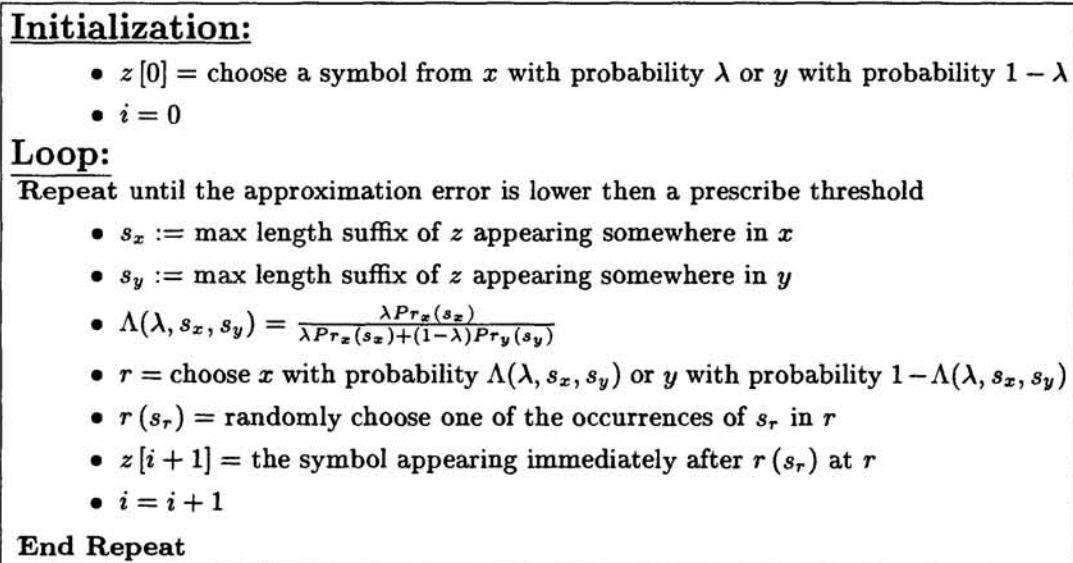 Initialization:
• z [0] = choose a symbol from x with probability λ or y with probability 1 − λ
• i = 0
Loop:
Repeat until the approximation error is lower then a prescribe threshold
• s_x := max length suffix of z appearing somewhere in x
• s_y := max length suffix of z appearing somewhere in y
• Λ(λ, s_x, s_y) = λPr_x(s_x) / λPr_x(s_x)+(1−λ)Pr_y(s_y)
• r = choose x with probability Λ(λ, s_x, s_y) or y with probability 1−Λ(λ, s_x, s_y)
• r (s_r) = randomly choose one of the occurrences of s_r in r
• z [i + 1] = the symbol appearing immediately after r (s_r) at r
• i = i + 1
End Repeat